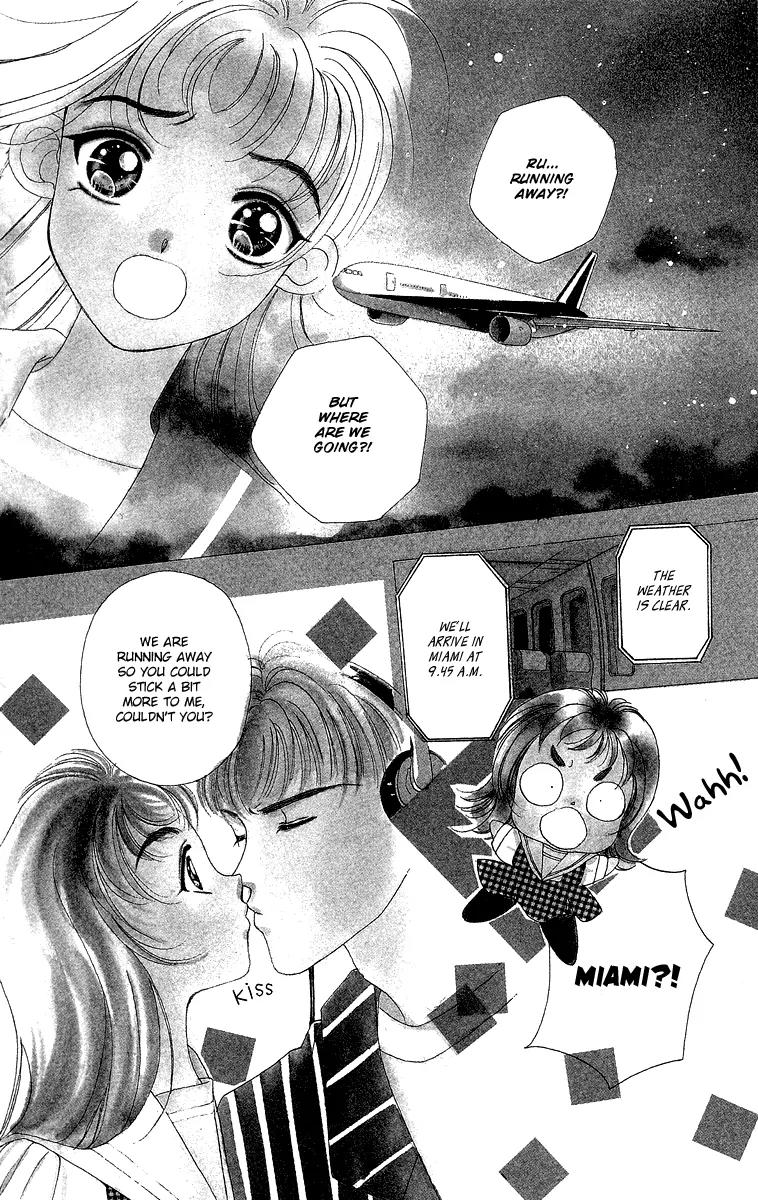 RU...
RUNNING
AWAY?!
BUT
WHERE
ARE WE
GOING?!
THE
WEATHER
IS CLEAR.
WE'LL
ARRIVE IN
MIAMI AT
9.45 A.M.
WE ARE
RUNNING AWAY
SO YOU COULD
STICK A BIT
MORE TO ME,
COULDN'T YOU?
Wahh!
MIAMI?!
kiss